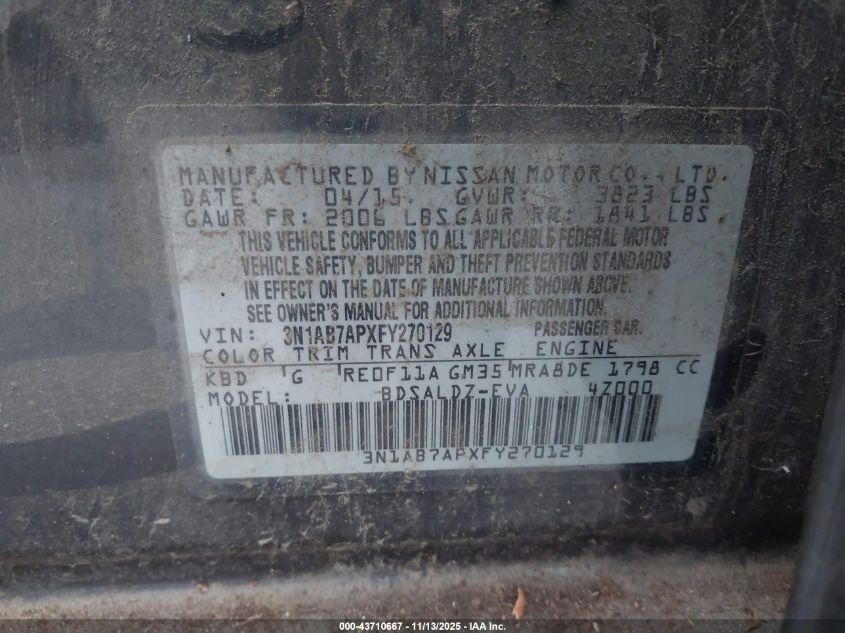 MANUFACTURED BY NISSAN MOTOR CO., LTD.
DATE: 04/15 GVWR: 3823 LBS
GAWR FR: 2006 LBS GAWR RR: 1841 LBS
THIS VEHICLE CONFORMS TO ALL APPLICABLE FEDERAL MOTOR
VEHICLE SAFETY, BUMPER AND THEFT PREVENTION STANDARDS
IN EFFECT ON THE DATE OF MANUFACTURE SHOWN ABOVE.
SEE OWNER'S MANUAL FOR ADDITIONAL INFORMATION.
VIN: 3N1AB7APXFY270129 PASSENGER CAR.
COLOR TRIM TRANS AXLE ENGINE
KBD G RE0F11A GM35 MRA8DE 1798 CC
MODEL: BDSALDZ-EVA 4Z000
3N1AB7APXFY270129
000-43710667 11/13/2025 IAA Inc.